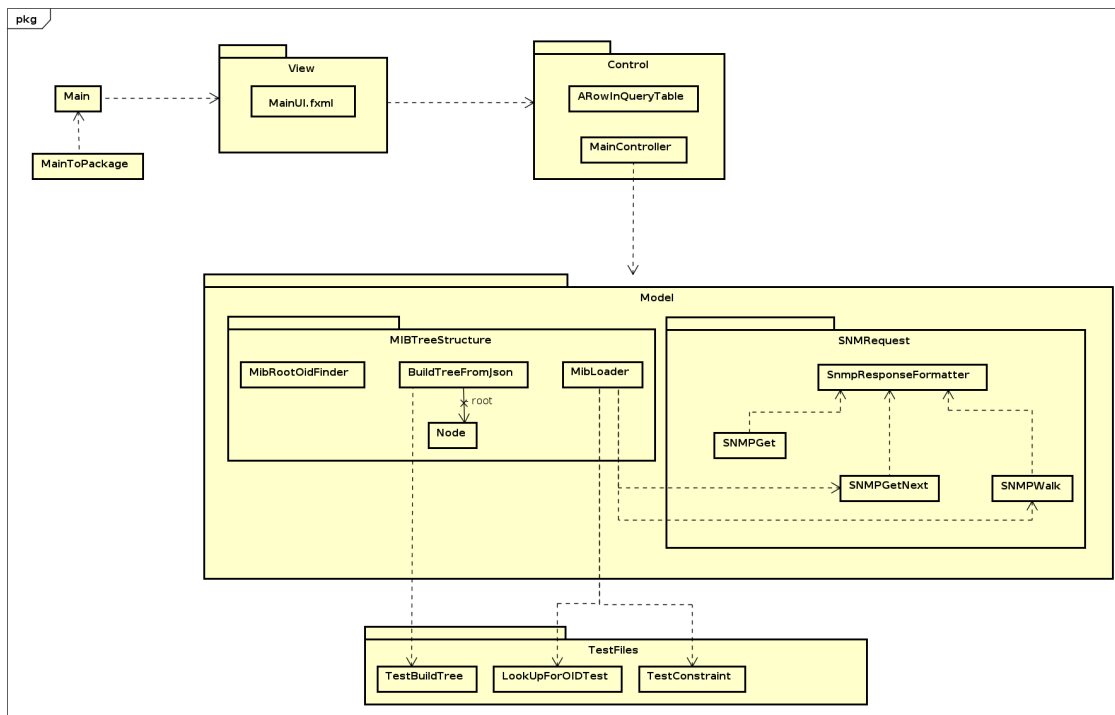 pkg
View
MainUI.fxml
Control
ARowInQueryTable
MainController
Main
MainToPackage
Model
MIBTreeStructure
MibRootOidFinder
BuildTreeFromJson
MibLoader
root
Node
SNMRequest
SnmpResponseFormatter
SNMPGet
SNMPGetNext
SNMPWalk
TestFiles
TestBuildTree
LookUpForOIDTest
TestConstraint